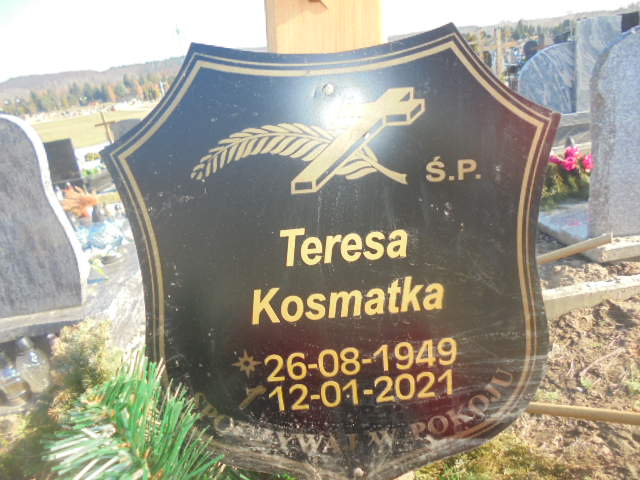 Ś.P.
Teresa
Kosmatka
26-08-1949
12-01-2021
W POKOJU